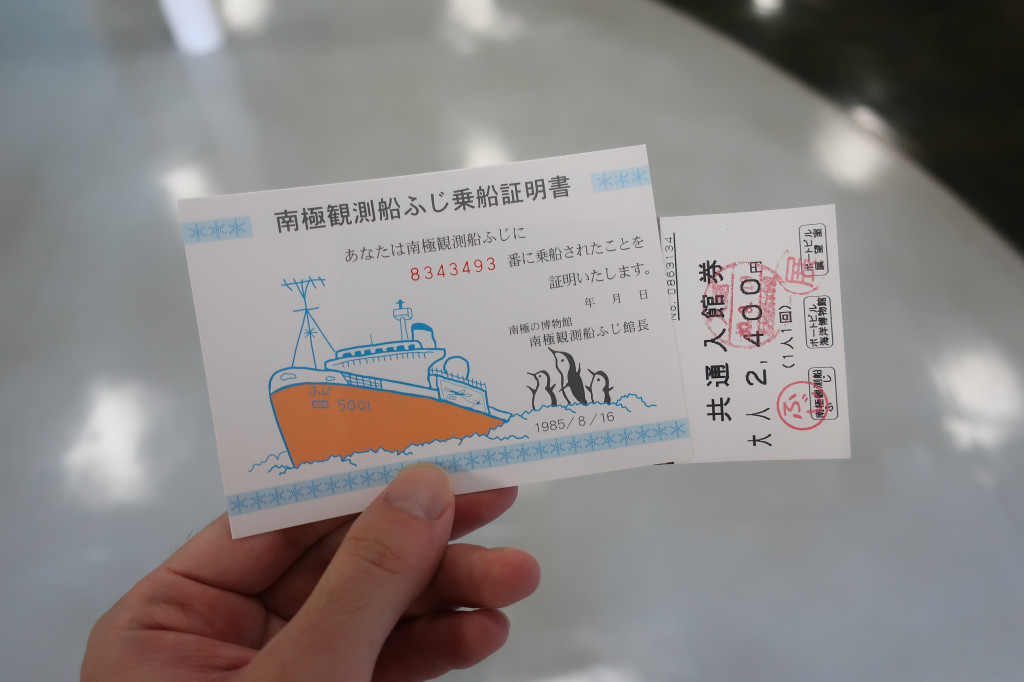 南極観測船ふじ乗船証明書
あなたは南極観測船ふじに
8343493 番に乗船されたことを
証明いたします。
年 月 日
南極の博物館
南極観測船ふじ館長
ふじ
5001
1985/8/16
No. 0863134
共通入館券
大人 2,400円
(1人1回)
ポートビル
展望室
ポートビル
海洋博物館
南極観測船
ふじ
展
ふじ